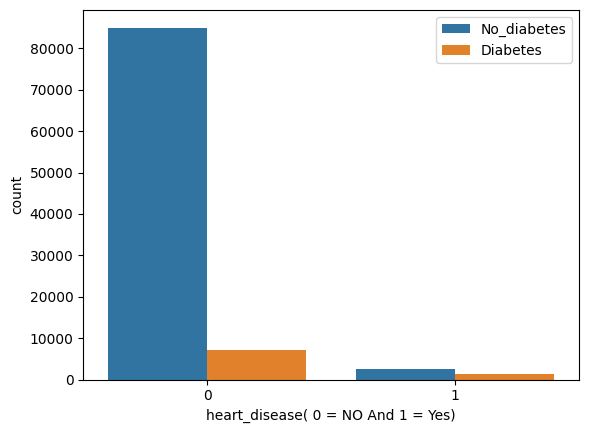 No_diabetes
Diabetes
count
80000
70000
60000
50000
40000
30000
20000
10000
0
0 1
heart_disease( 0 = NO And 1 = Yes)